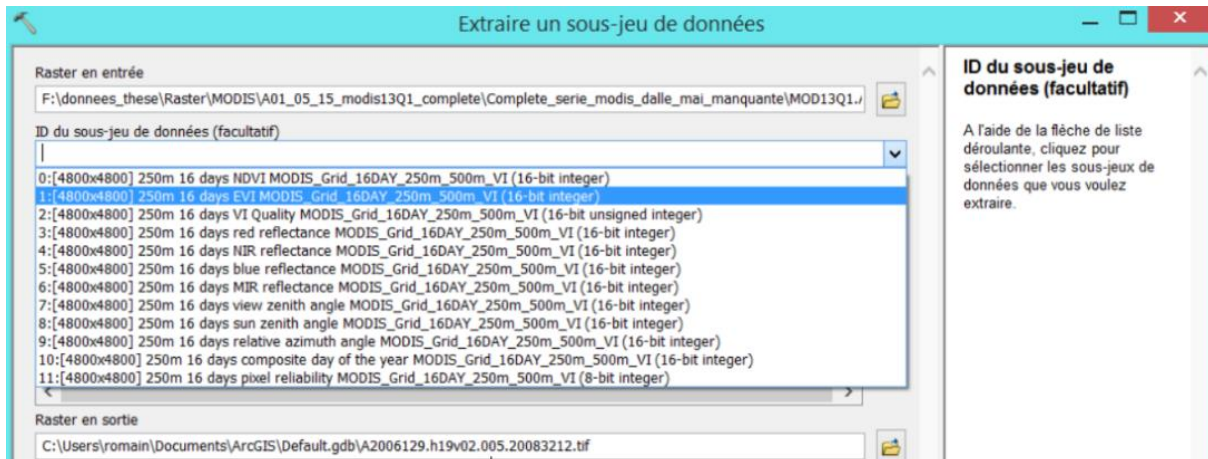 Extraire un sous-jeu de données
Raster en entrée
F:\donnees_these\Raster\MODIS\A01_05_15_modis13Q1_complete\Complete_serie_modis_dalle_mai_manquante\MOD13Q1./
ID du sous-jeu de données (facultatif)
0:[4800x4800] 250m 16 days NDVI MODIS_Grid_16DAY_250m_500m_VI (16-bit integer)
1:[4800x4800] 250m 16 days EVI MODIS_Grid_16DAY_250m_500m_VI (16-bit integer)
2:[4800x4800] 250m 16 days VI Quality MODIS_Grid_16DAY_250m_500m_VI (16-bit unsigned integer)
3:[4800x4800] 250m 16 days red reflectance MODIS_Grid_16DAY_250m_500m_VI (16-bit integer)
4:[4800x4800] 250m 16 days NIR reflectance MODIS_Grid_16DAY_250m_500m_VI (16-bit integer)
5:[4800x4800] 250m 16 days blue reflectance MODIS_Grid_16DAY_250m_500m_VI (16-bit integer)
6:[4800x4800] 250m 16 days MIR reflectance MODIS_Grid_16DAY_250m_500m_VI (16-bit integer)
7:[4800x4800] 250m 16 days view zenith angle MODIS_Grid_16DAY_250m_500m_VI (16-bit integer)
8:[4800x4800] 250m 16 days sun zenith angle MODIS_Grid_16DAY_250m_500m_VI (16-bit integer)
9:[4800x4800] 250m 16 days relative azimuth angle MODIS_Grid_16DAY_250m_500m_VI (16-bit integer)
10:[4800x4800] 250m 16 days composite day of the year MODIS_Grid_16DAY_250m_500m_VI (16-bit integer)
11:[4800x4800] 250m 16 days pixel reliability MODIS_Grid_16DAY_250m_500m_VI (8-bit integer)
Raster en sortie
C:\Users\romain\Documents\ArcGIS\Default.gdb\A2006129.h19v02.005.20083212.tif
ID du sous-jeu de
données (facultatif)
A l'aide de la flèche de liste
déroulante, cliquez pour
sélectionner les sous-jeux de
données que vous voulez
extraire.